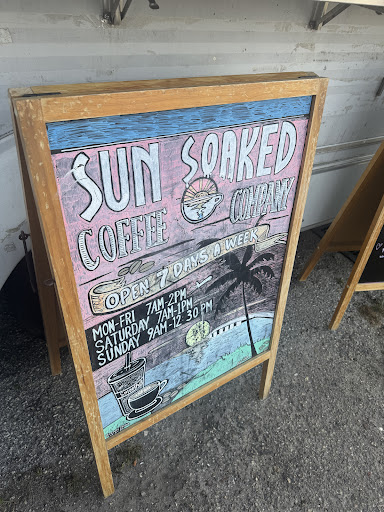 SUN SOAKED
COFFEE COMPANY
OPEN 7 DAYS A WEEK
MON-FRI 7AM-2PM
SATURDAY 7AM-1PM
SUNDAY 9AM-12:30PM